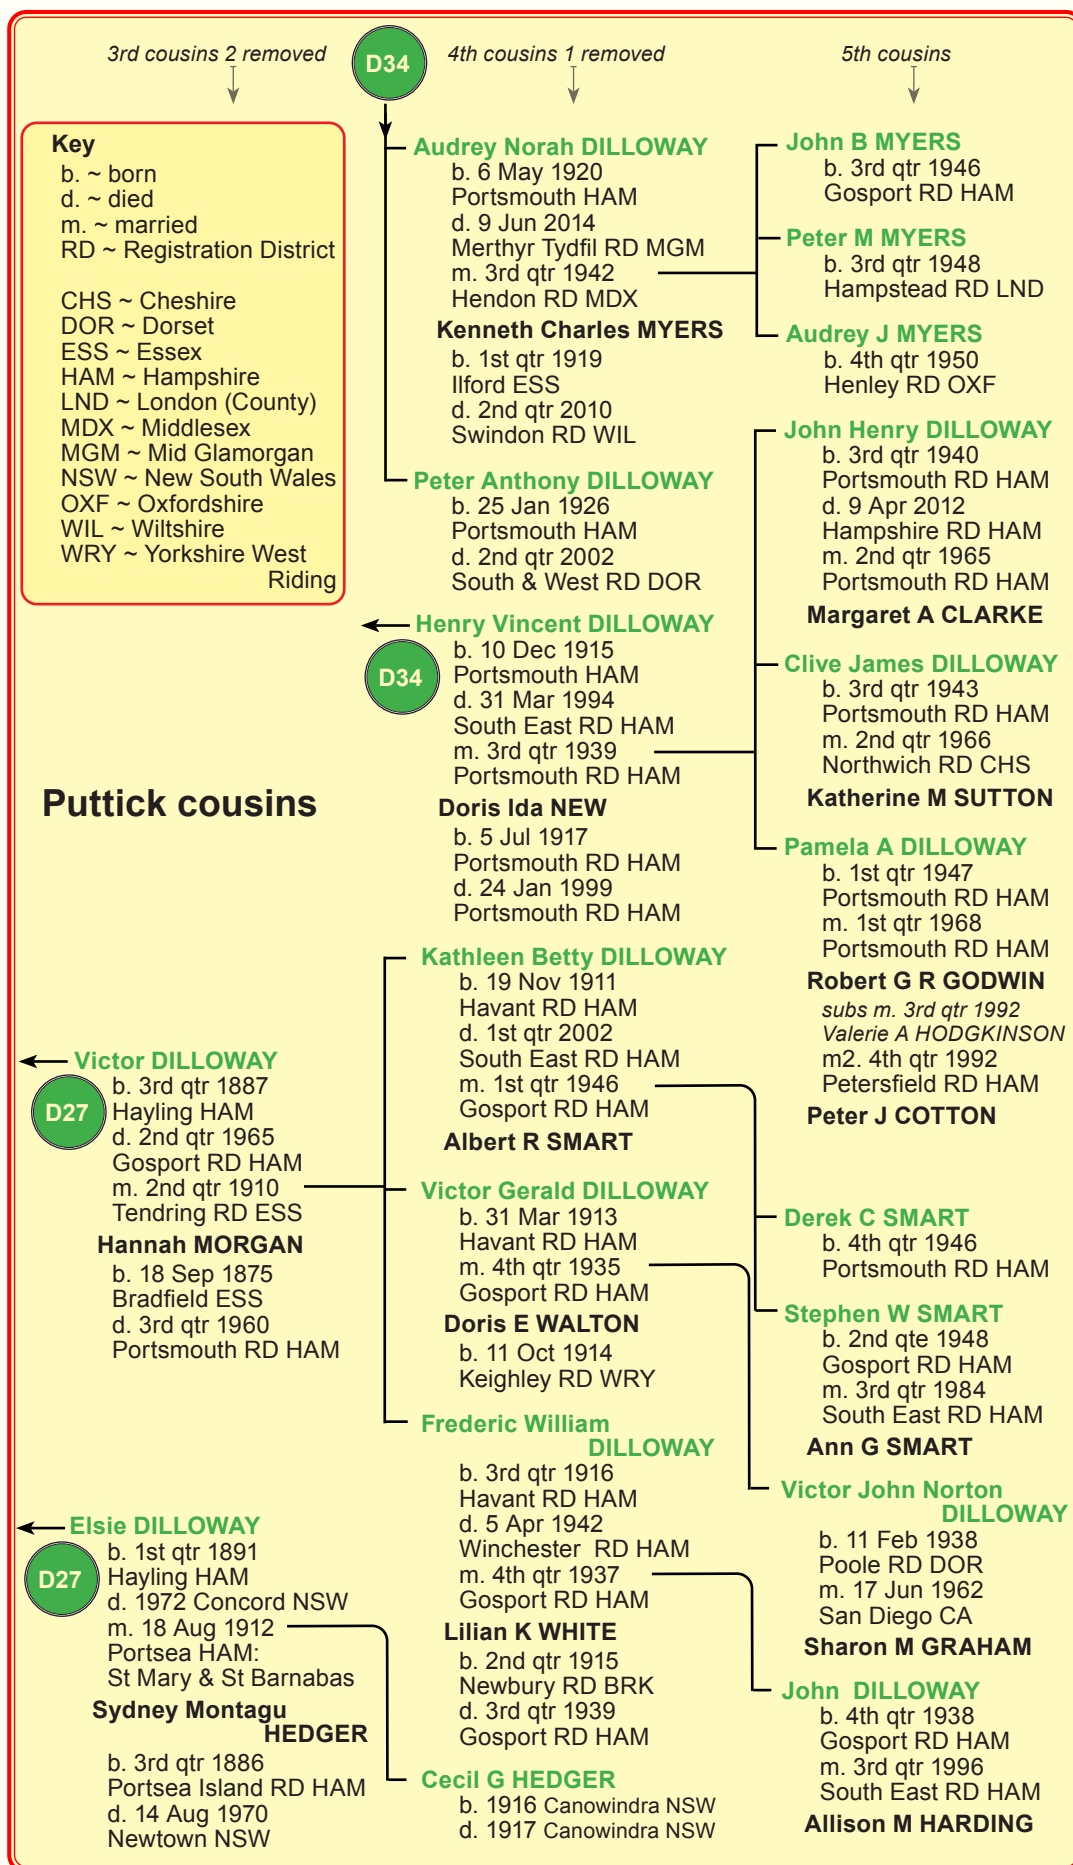 3rd cousins 2 removed
D34
4th cousins 1 removed
5th cousins
Key
b. ~ born
d. ~ died
m. ~ married
RD ~ Registration District
CHS ~ Cheshire
DOR ~ Dorset
ESS ~ Essex
HAM ~ Hampshire
LND ~ London (County)
MDX ~ Middlesex
MGM ~ Mid Glamorgan
NSW ~ New South Wales
OXF ~ Oxfordshire
WIL ~ Wiltshire
WRY ~ Yorkshire West
Riding
Puttick cousins
Victor DILLOWAY
D27
b. 3rd qtr 1887
Hayling HAM
d. 2nd qtr 1965
Gosport RD HAM
m. 2nd qtr 1910
Tendring RD ESS
Hannah MORGAN
b. 18 Sep 1875
Bradfield ESS
d. 3rd qtr 1960
Portsmouth RD HAM
Elsie DILLOWAY
D27
b. 1st qtr 1891
Hayling HAM
d. 1972 Concord NSW
m. 18 Aug 1912
Portsea HAM:
St Mary & St Barnabas
Sydney Montagu
HEDGER
b. 3rd qtr 1886
Portsea Island RD HAM
d. 14 Aug 1970
Newtown NSW
Audrey Norah DILLOWAY
b. 6 May 1920
Portsmouth HAM
d. 9 Jun 2014
Merthyr Tydfil RD MGM
m. 3rd qtr 1942
Hendon RD MDX
Kenneth Charles MYERS
b. 1st qtr 1919
Ilford ESS
d. 2nd qtr 2010
Swindon RD WIL
Peter Anthony DILLOWAY
b. 25 Jan 1926
Portsmouth HAM
d. 2nd qtr 2002
South & West RD DOR
Henry Vincent DILLOWAY
D34
b. 10 Dec 1915
Portsmouth HAM
d. 31 Mar 1994
South East RD HAM
m. 3rd qtr 1939
Portsmouth RD HAM
Doris Ida NEW
b. 5 Jul 1917
Portsmouth RD HAM
d. 24 Jan 1999
Portsmouth RD HAM
Kathleen Betty DILLOWAY
b. 19 Nov 1911
Havant RD HAM
d. 1st qtr 2002
South East RD HAM
m. 1st qtr 1946
Gosport RD HAM
Albert R SMART
Victor Gerald DILLOWAY
b. 31 Mar 1913
Havant RD HAM
m. 4th qtr 1935
Gosport RD HAM
Doris E WALTON
b. 11 Oct 1914
Keighley RD WRY
Frederic William
DILLOWAY
b. 3rd qtr 1916
Havant RD HAM
d. 5 Apr 1942
Winchester RD HAM
m. 4th qtr 1937
Gosport RD HAM
Lilian K WHITE
b. 2nd qtr 1915
Newbury RD BRK
d. 3rd qtr 1939
Gosport RD HAM
Cecil G HEDGER
b. 1916 Canowindra NSW
d. 1917 Canowindra NSW
John B MYERS
b. 3rd qtr 1946
Gosport RD HAM
Peter M MYERS
b. 3rd qtr 1948
Hampstead RD LND
Audrey J MYERS
b. 4th qtr 1950
Henley RD OXF
John Henry DILLOWAY
b. 3rd qtr 1940
Portsmouth RD HAM
d. 9 Apr 2012
Hampshire RD HAM
m. 2nd qtr 1965
Portsmouth RD HAM
Margaret A CLARKE
Clive James DILLOWAY
b. 3rd qtr 1943
Portsmouth RD HAM
m. 2nd qtr 1966
Northwich RD CHS
Katherine M SUTTON
Pamela A DILLOWAY
b. 1st qtr 1947
Portsmouth RD HAM
m. 1st qtr 1968
Portsmouth RD HAM
Robert G R GODWIN
subs m. 3rd qtr 1992
Valerie A HODGKINSON
m2. 4th qtr 1992
Petersfield RD HAM
Peter J COTTON
Derek C SMART
b. 4th qtr 1946
Portsmouth RD HAM
Stephen W SMART
b. 2nd qte 1948
Gosport RD HAM
m. 3rd qtr 1984
South East RD HAM
Ann G SMART
Victor John Norton
DILLOWAY
b. 11 Feb 1938
Poole RD DOR
m. 17 Jun 1962
San Diego CA
Sharon M GRAHAM
John DILLOWAY
b. 4th qtr 1938
Gosport RD HAM
m. 3rd qtr 1996
South East RD HAM
Allison M HARDING